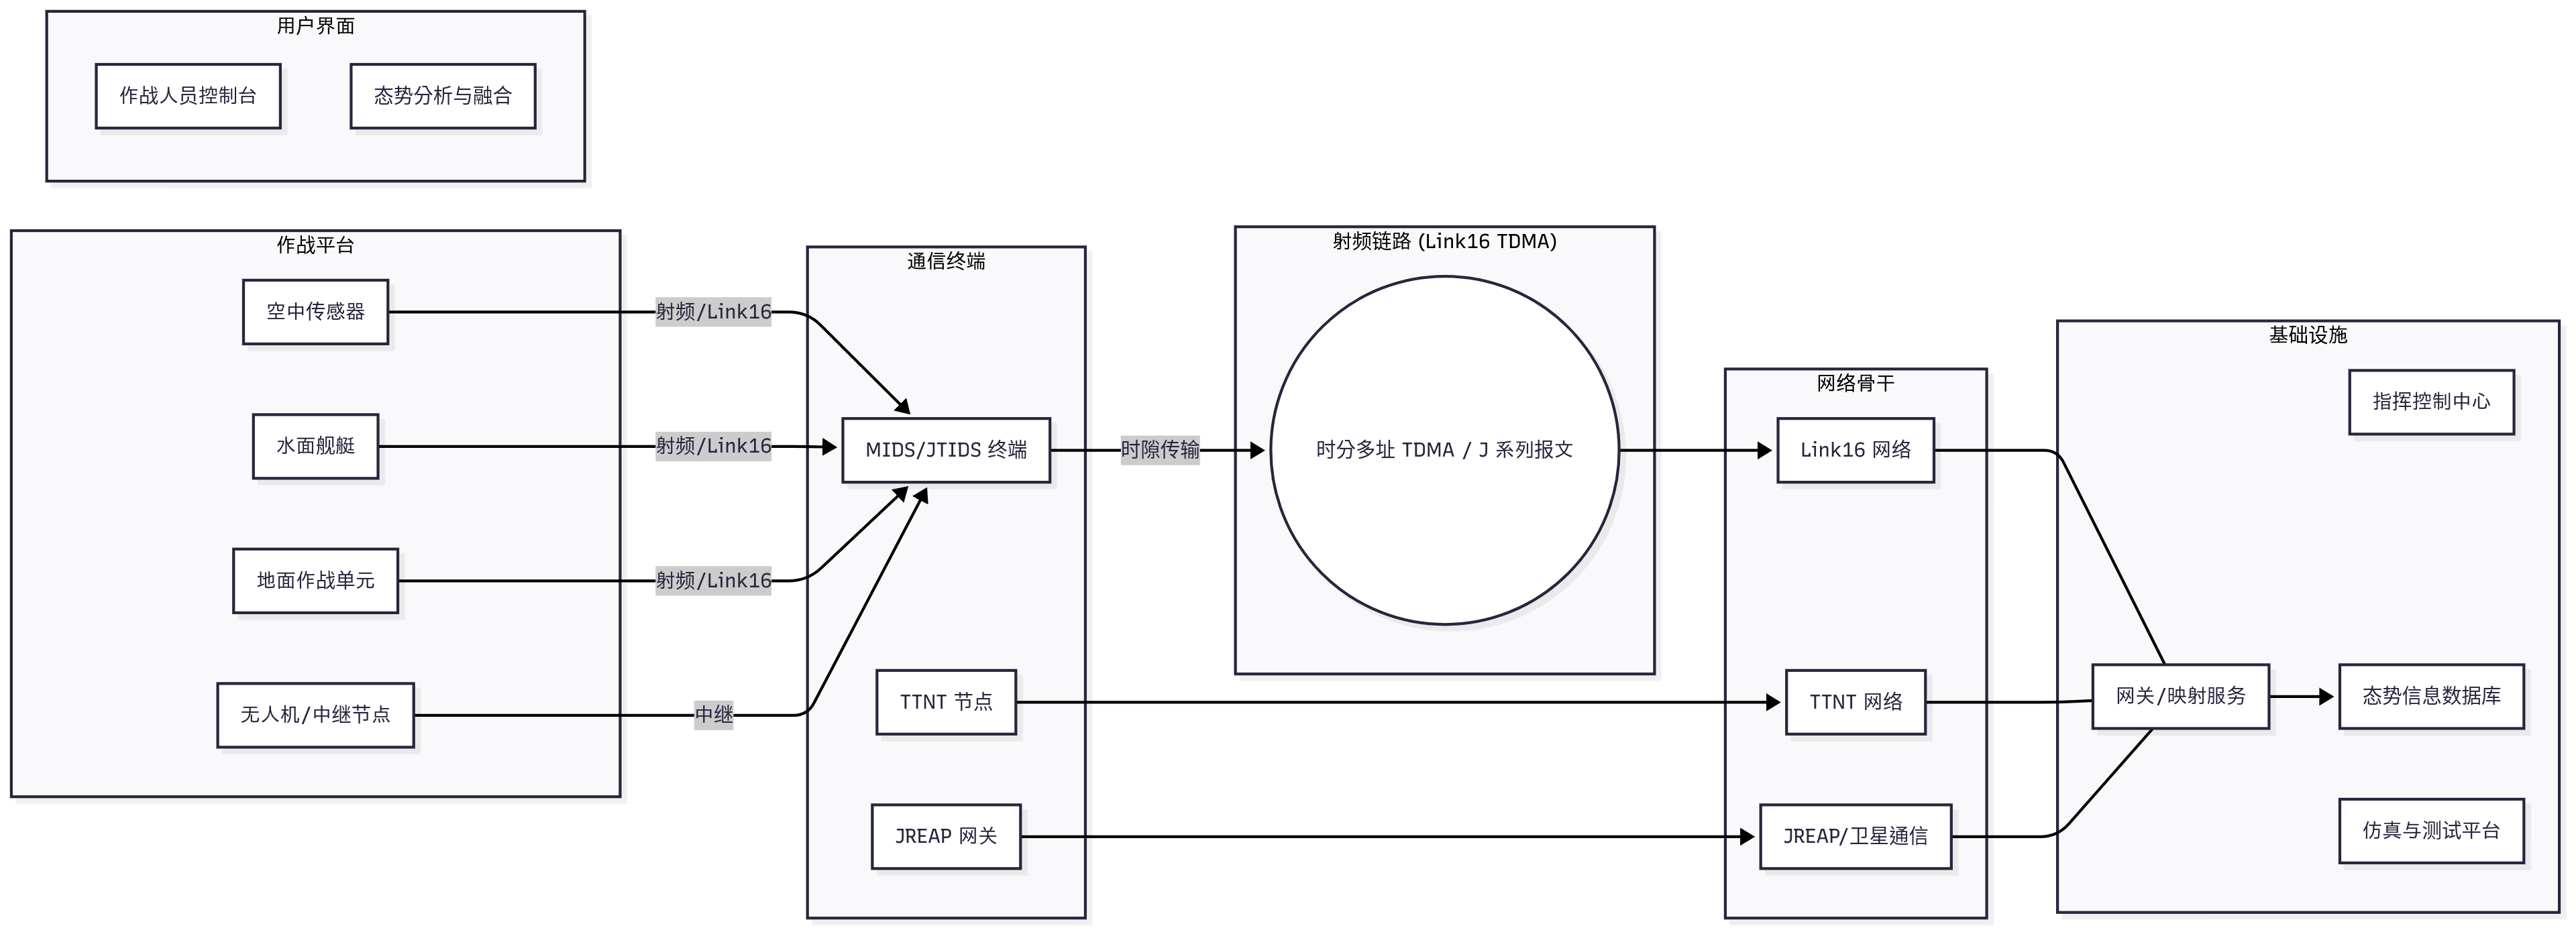 用户界面
作战人员控制台
态势分析与融合
作战平台
空中传感器
水面舰艇
地面作战单元
无人机/中继节点
射频/Link16
射频/Link16
射频/Link16
中继
通信终端
MIDS/JTIDS 终端
TTNT 节点
JREAP 网关
时隙传输
射频链路 (Link16 TDMA)
时分多址 TDMA / J 系列报文
网络骨干
Link16 网络
TTNT 网络
JREAP/卫星通信
基础设施
指挥控制中心
网关/映射服务
态势信息数据库
仿真与测试平台